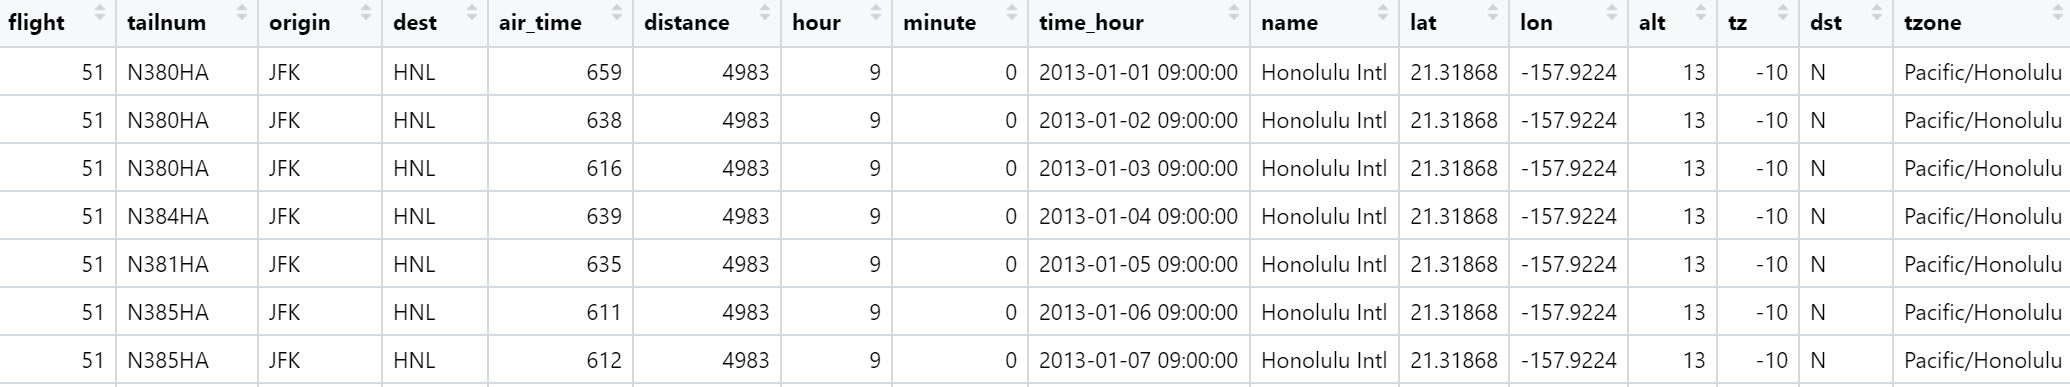 flight tailnum origin dest air_time distance hour minute time_hour name lat lon alt tz dst tzone
51 N380HA JFK HNL 659 4983 9 0 2013-01-01 09:00:00 Honolulu Intl 21.31868 -157.9224 13 -10 N Pacific/Honolulu
51 N380HA JFK HNL 638 4983 9 0 2013-01-02 09:00:00 Honolulu Intl 21.31868 -157.9224 13 -10 N Pacific/Honolulu
51 N380HA JFK HNL 616 4983 9 0 2013-01-03 09:00:00 Honolulu Intl 21.31868 -157.9224 13 -10 N Pacific/Honolulu
51 N384HA JFK HNL 639 4983 9 0 2013-01-04 09:00:00 Honolulu Intl 21.31868 -157.9224 13 -10 N Pacific/Honolulu
51 N381HA JFK HNL 635 4983 9 0 2013-01-05 09:00:00 Honolulu Intl 21.31868 -157.9224 13 -10 N Pacific/Honolulu
51 N385HA JFK HNL 611 4983 9 0 2013-01-06 09:00:00 Honolulu Intl 21.31868 -157.9224 13 -10 N Pacific/Honolulu
51 N385HA JFK HNL 612 4983 9 0 2013-01-07 09:00:00 Honolulu Intl 21.31868 -157.9224 13 -10 N Pacific/Honolulu